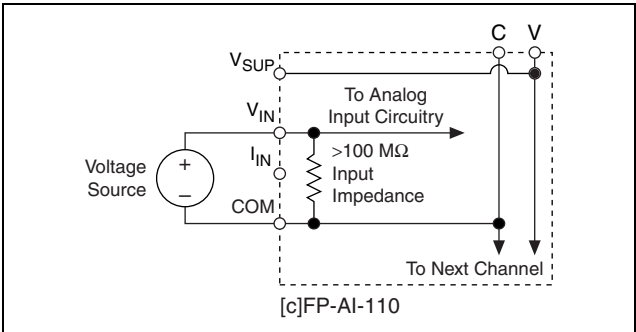 C V
VSUP
To Analog
Input Circuitry
VIN
>100 MΩ
Input
Impedance
IIN
Voltage
Source
+
–
COM
To Next Channel
[c]FP-AI-110